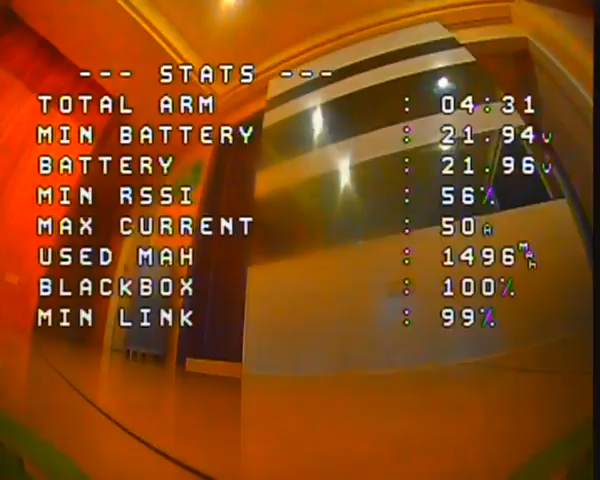 --- STATS ---
TOTAL ARM : 04:31
MIN BATTERY : 21.94V
BATTERY : 21.96V
MIN RSSI : 56%
MAX CURRENT : 50A
USED MAH : 1496MAH
BLACKBOX : 100%
MIN LINK : 99%